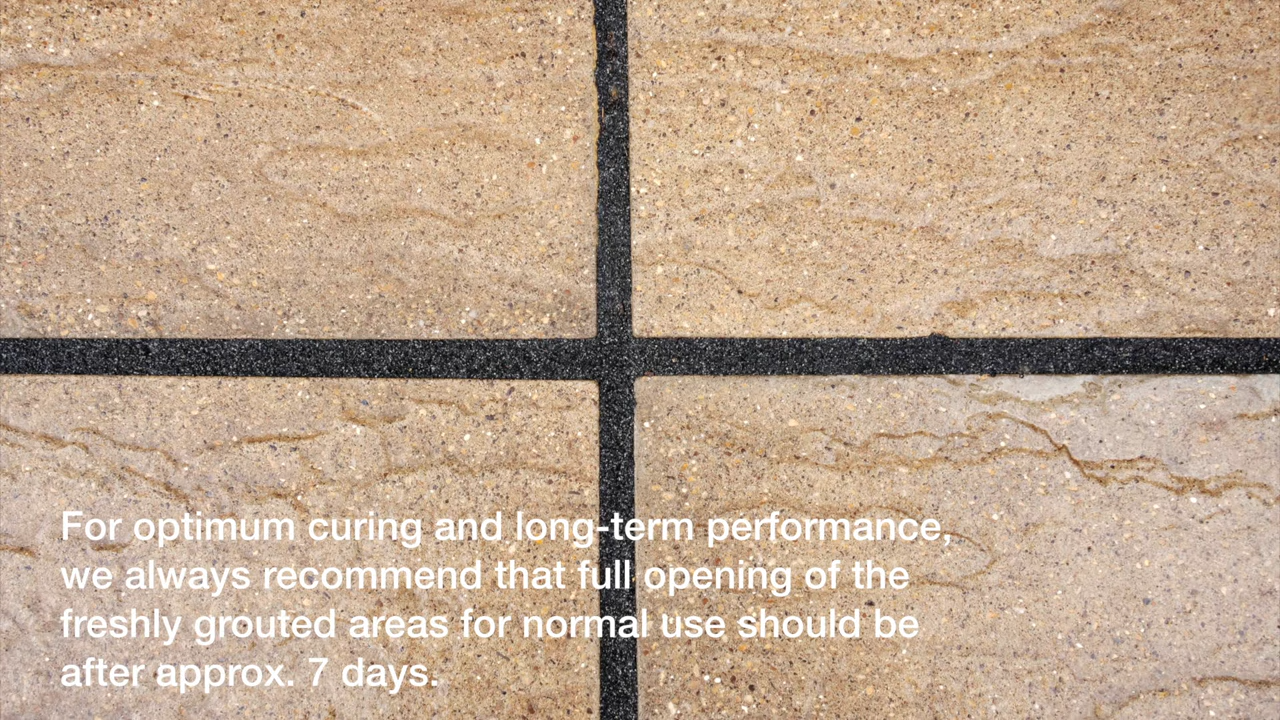 For optimum curing and long-term performance,
we always recommend that full opening of the
freshly grouted areas for normal use should be
after approx. 7 days.